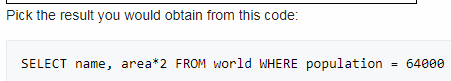 Pick the result you would obtain from this code:
SELECT name, area*2 FROM world WHERE population = 64000